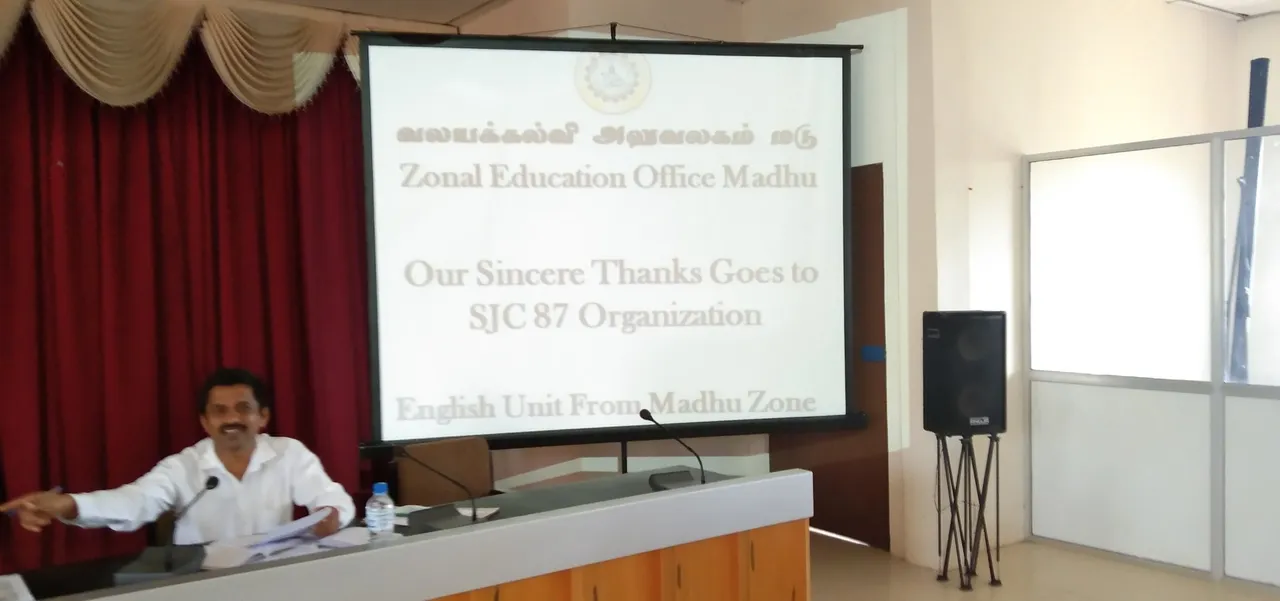 வலயக்கல்வி அலுவலகம் மடு
Zonal Education Office Madhu
Our Sincere Thanks Goes to
SJC 87 Organization
English Unit From Madhu Zone